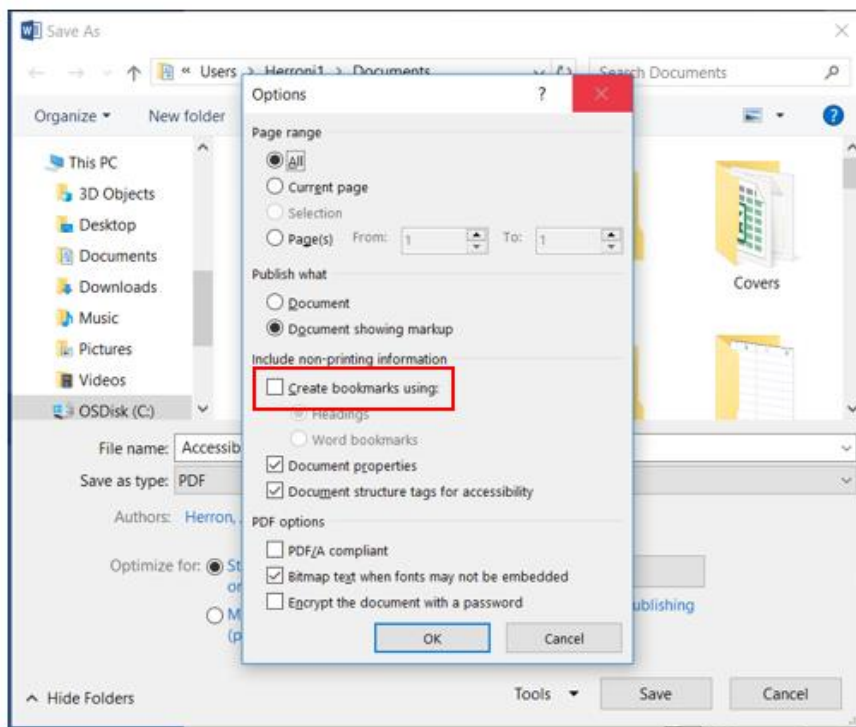 Save As
« Users > Herronj1 > Documents
Search Documents
Organize
New folder
This PC
3D Objects
Desktop
Documents
Downloads
Music
Pictures
Videos
OSDisk (C:)
Covers
Options
?
Page range
All
Current page
Selection
Page(s) From: 1 To: 1
Publish what
Document
Document showing markup
Include non-printing information
Create bookmarks using:
Headings
Word bookmarks
Document properties
Document structure tags for accessibility
PDF options
PDF/A compliant
Bitmap text when fonts may not be embedded
Encrypt the document with a password
OK Cancel
File name: Accessib
Save as type: PDF
Authors: Herron,
Optimize for: St
or
M
(p
ublishing
Hide Folders
Tools Save Cancel